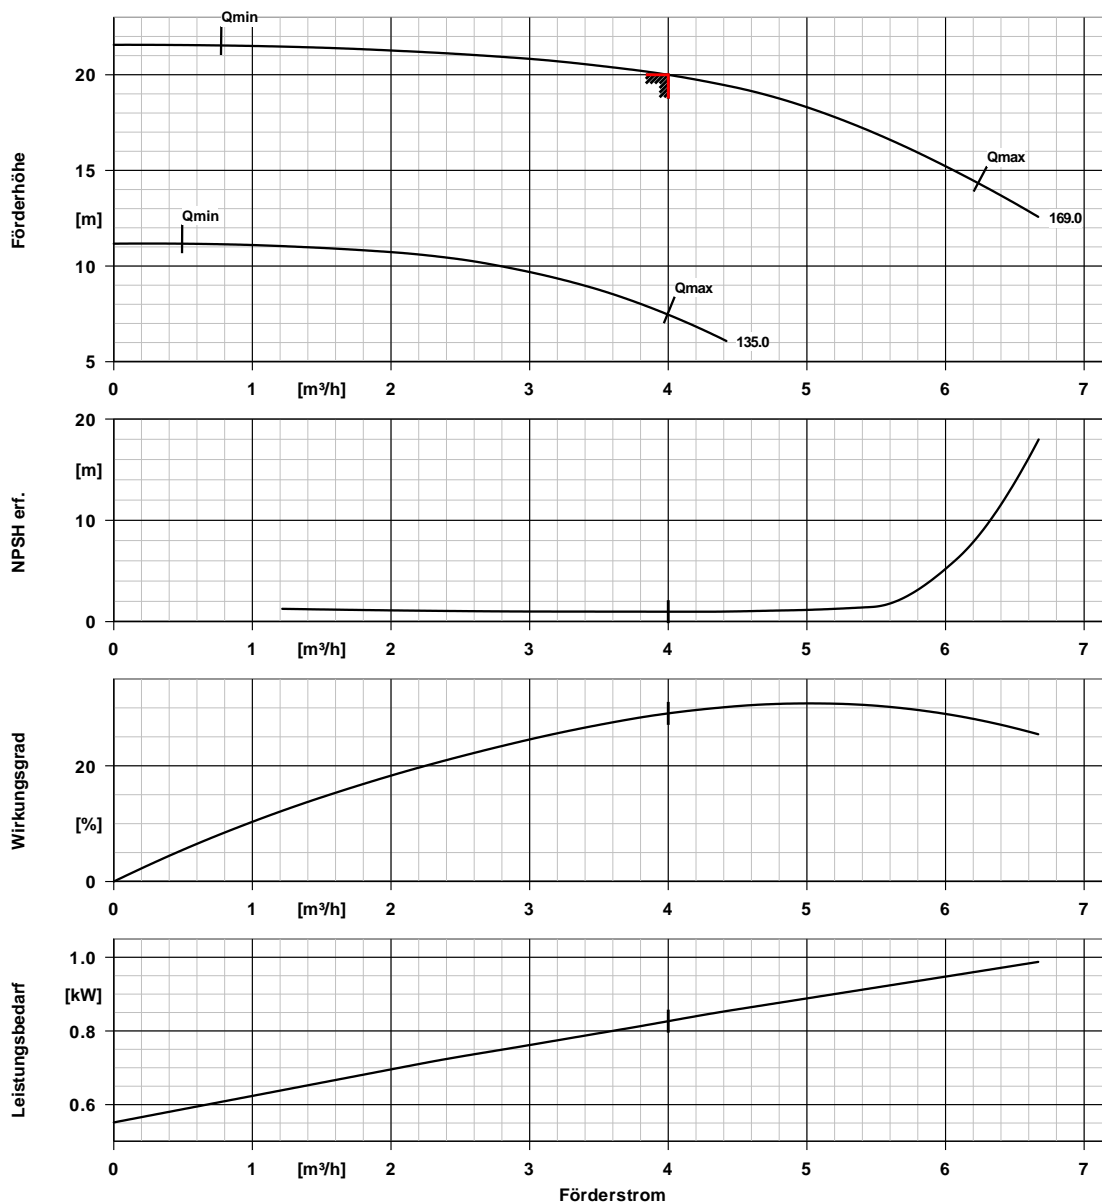 Qmin
20
Förderhöhe
15
Qmax
[m]
Qmin
169.0
10
Qmax
135.0
5
0 1 [m³/h] 2 3 4 5 6 7
20
[m]
NPSH erf.
10
0
0 1 [m³/h] 2 3 4 5 6 7
Wirkungsgrad
20
[%]
0
0 1 [m³/h] 2 3 4 5 6 7
1.0
[kW]
Leistungsbedarf
0.8
0.6
0 1 [m³/h] 2 3 4 5 6 7
Förderstrom